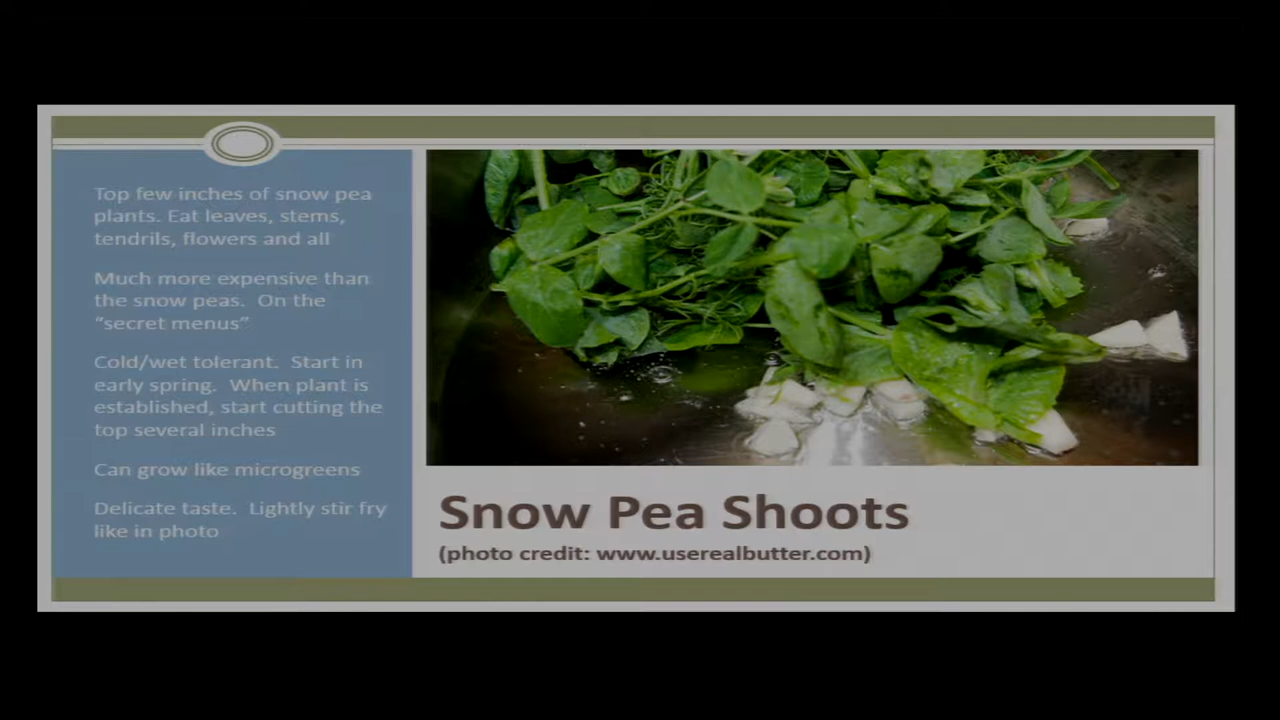 Top few inches of snow pea
plants. Eat leaves, stems,
tendrils, flowers and all
Much more expensive than
the snow peas. On the
“secret menus”
Cold/wet tolerant. Start in
early spring. When plant is
established, start cutting the
top several inches
Can grow like microgreens
Delicate taste. Lightly stir fry
like in photo
Snow Pea Shoots
(photo credit: www.userealbutter.com)